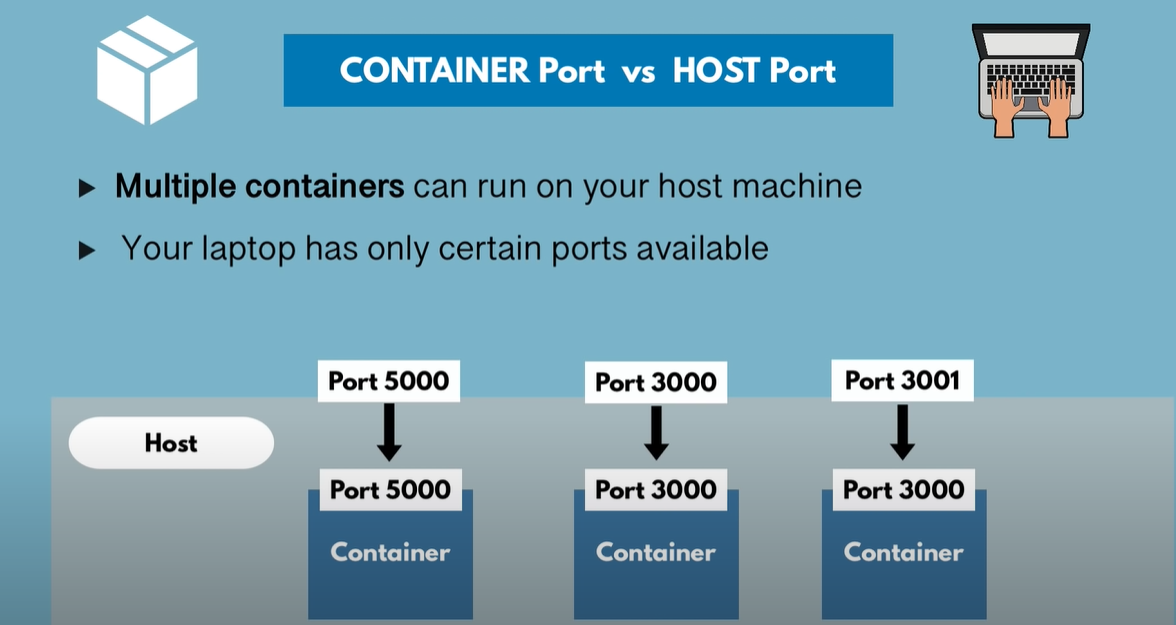 CONTAINER Port vs HOST Port
Multiple containers can run on your host machine
Your laptop has only certain ports available
Port 5000
Port 3000
Port 3001
Host
Port 5000
Port 3000
Port 3000
Container
Container
Container